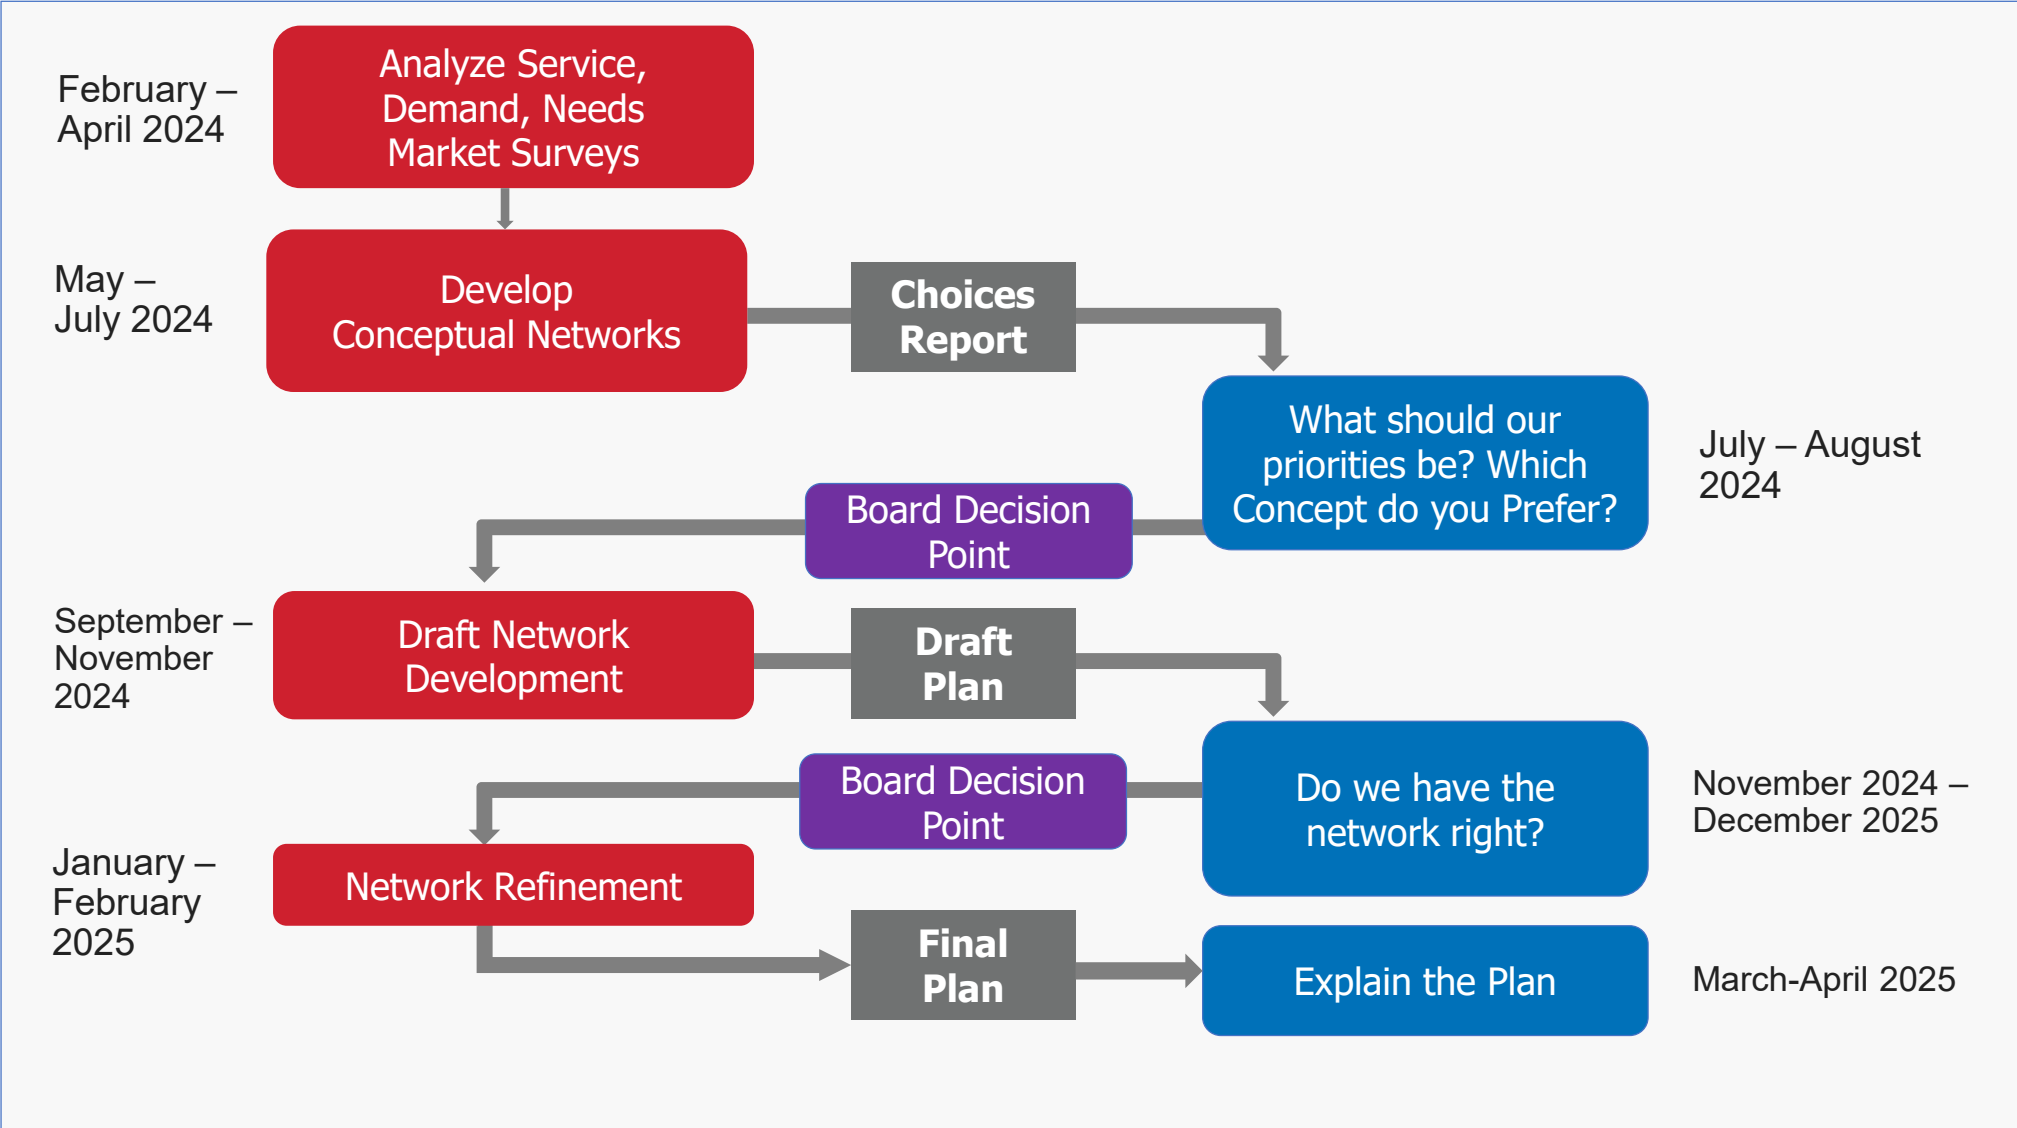 February –
April 2024
Analyze Service,
Demand, Needs
Market Surveys
May –
July 2024
Develop
Conceptual Networks
Choices
Report
What should our
priorities be? Which
Concept do you Prefer?
July – August
2024
Board Decision
Point
September –
November
2024
Draft Network
Development
Draft
Plan
Do we have the
network right?
November 2024 –
December 2025
Board Decision
Point
January –
February
2025
Network Refinement
Final
Plan
Explain the Plan
March-April 2025